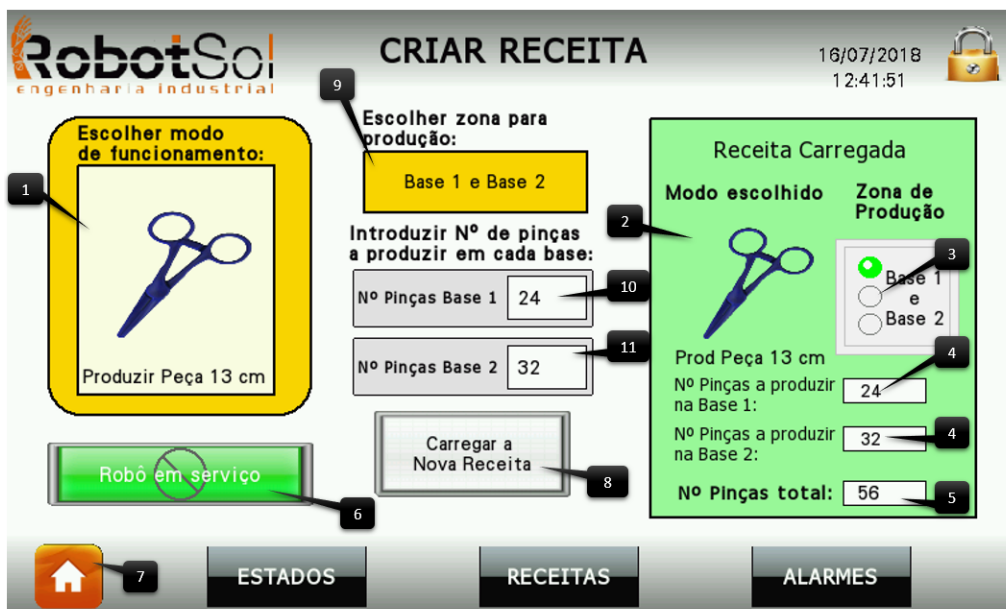 RobotSol
engenharia industrial
CRIAR RECEITA
16/07/2018
12:41:51
9
Escolher modo
de funcionamento:
1
Produzir Peça 13 cm
Escolher zona para
produção:
Base 1 e Base 2
Introduzir Nº de pinças
a produzir em cada base:
Nº Pinças Base 1
24
10
Nº Pinças Base 2
32
11
Carregar a
Nova Receita
8
Robô em serviço
6
Receita Carregada
Modo escolhido
2
Zona de
Produção
3
Base 1
e
Base 2
Prod Peça 13 cm
4
Nº Pinças a produzir
na Base 1:
24
Nº Pinças a produzir
na Base 2:
32
4
Nº Pinças total:
56
5
7
ESTADOS
RECEITAS
ALARMES